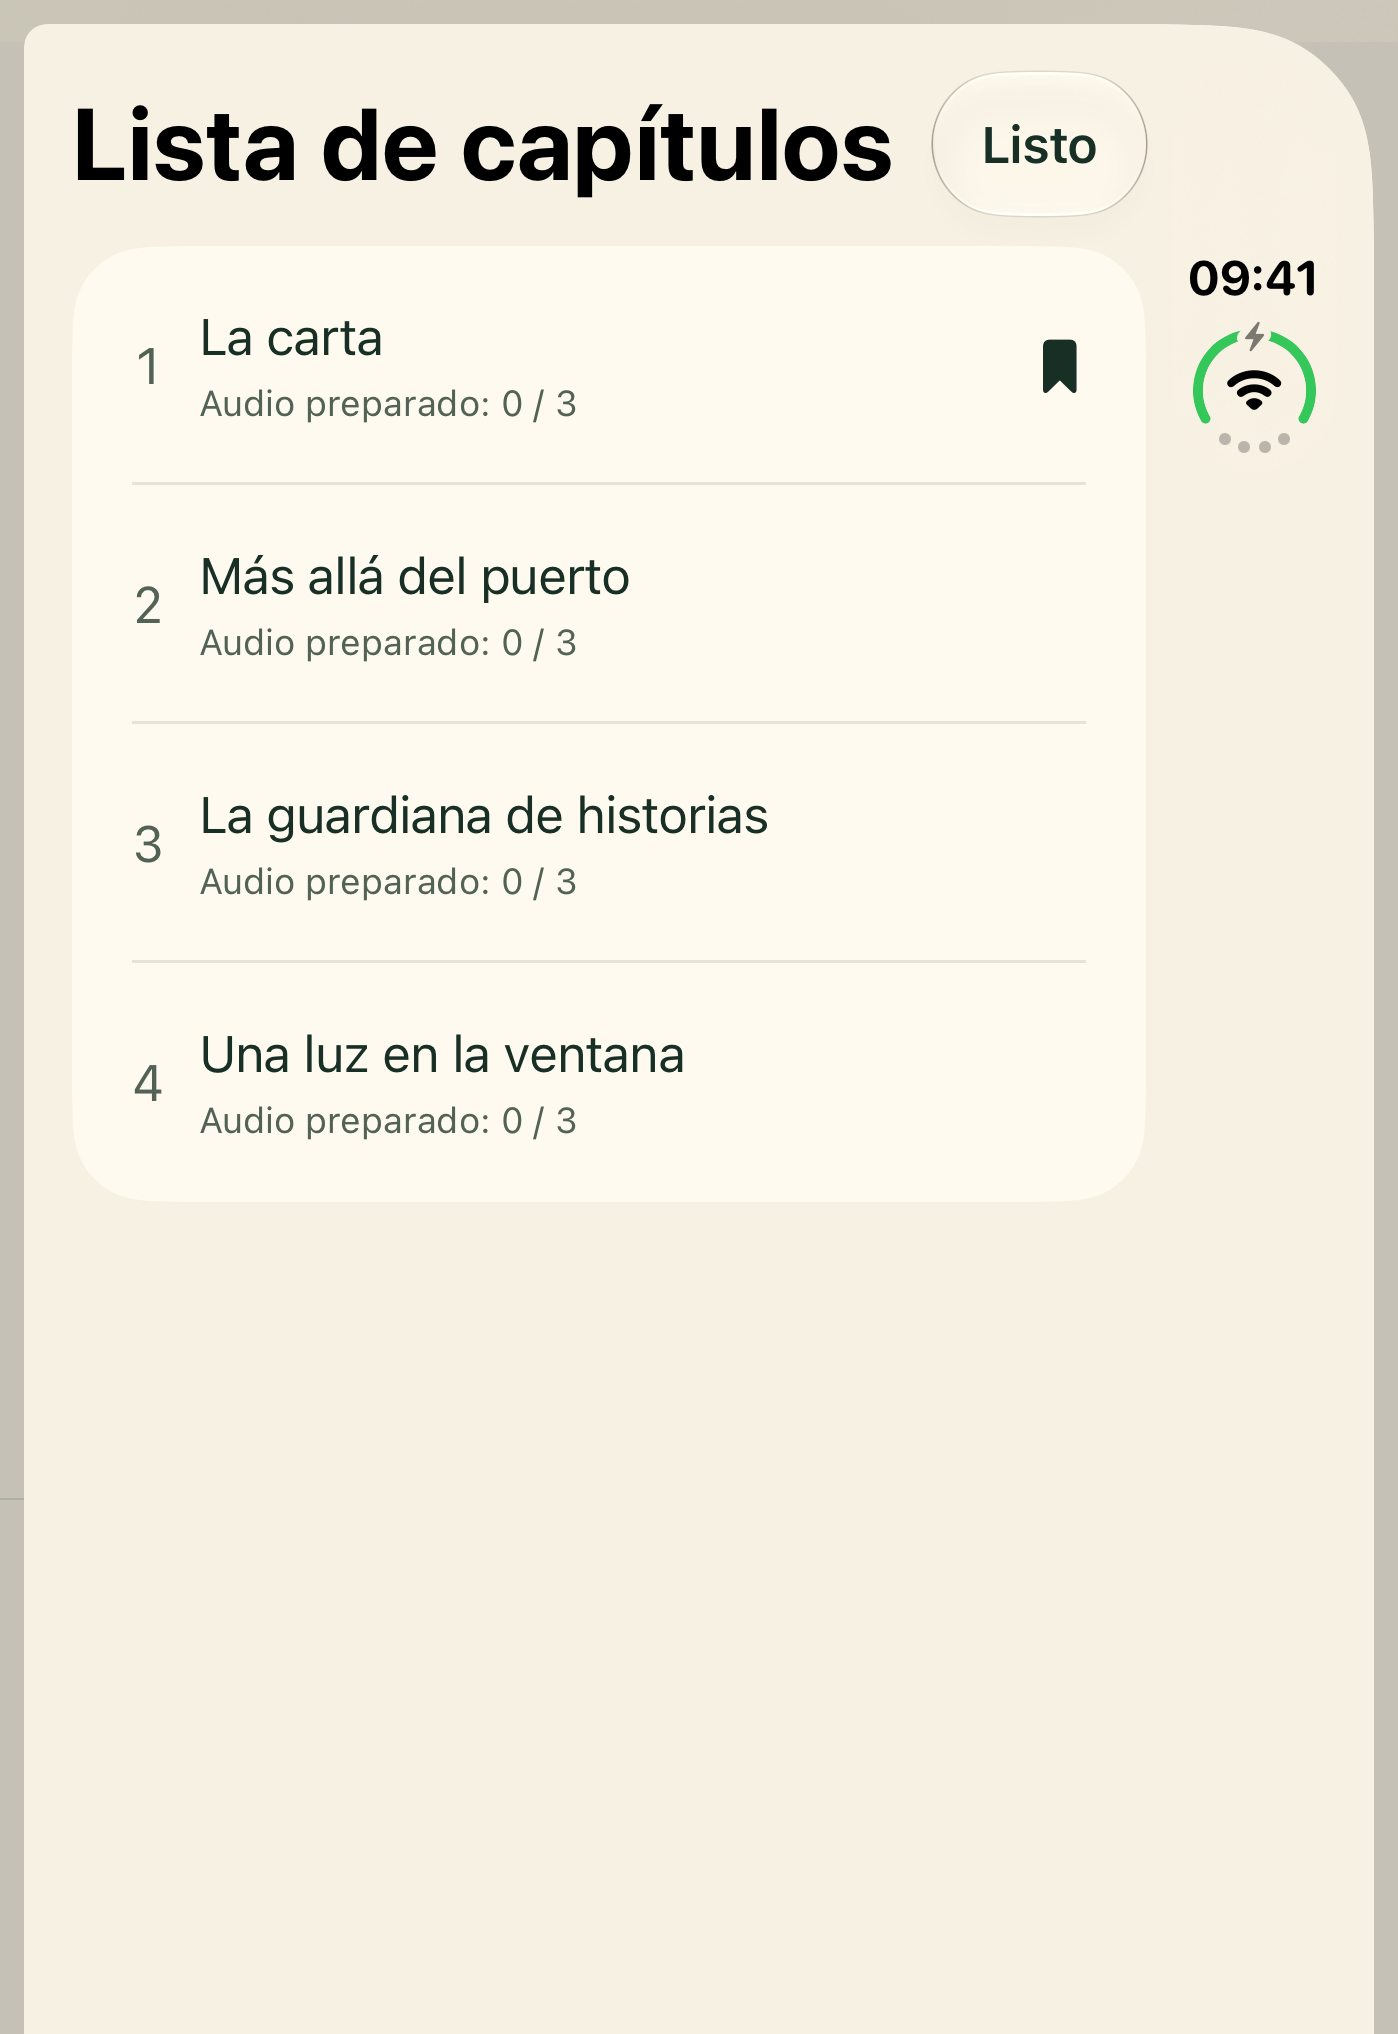 Lista de capítulos
Listo
09:41
1
La carta
Audio preparado: 0 / 3
2
Más allá del puerto
Audio preparado: 0 / 3
3
La guardiana de historias
Audio preparado: 0 / 3
4
Una luz en la ventana
Audio preparado: 0 / 3